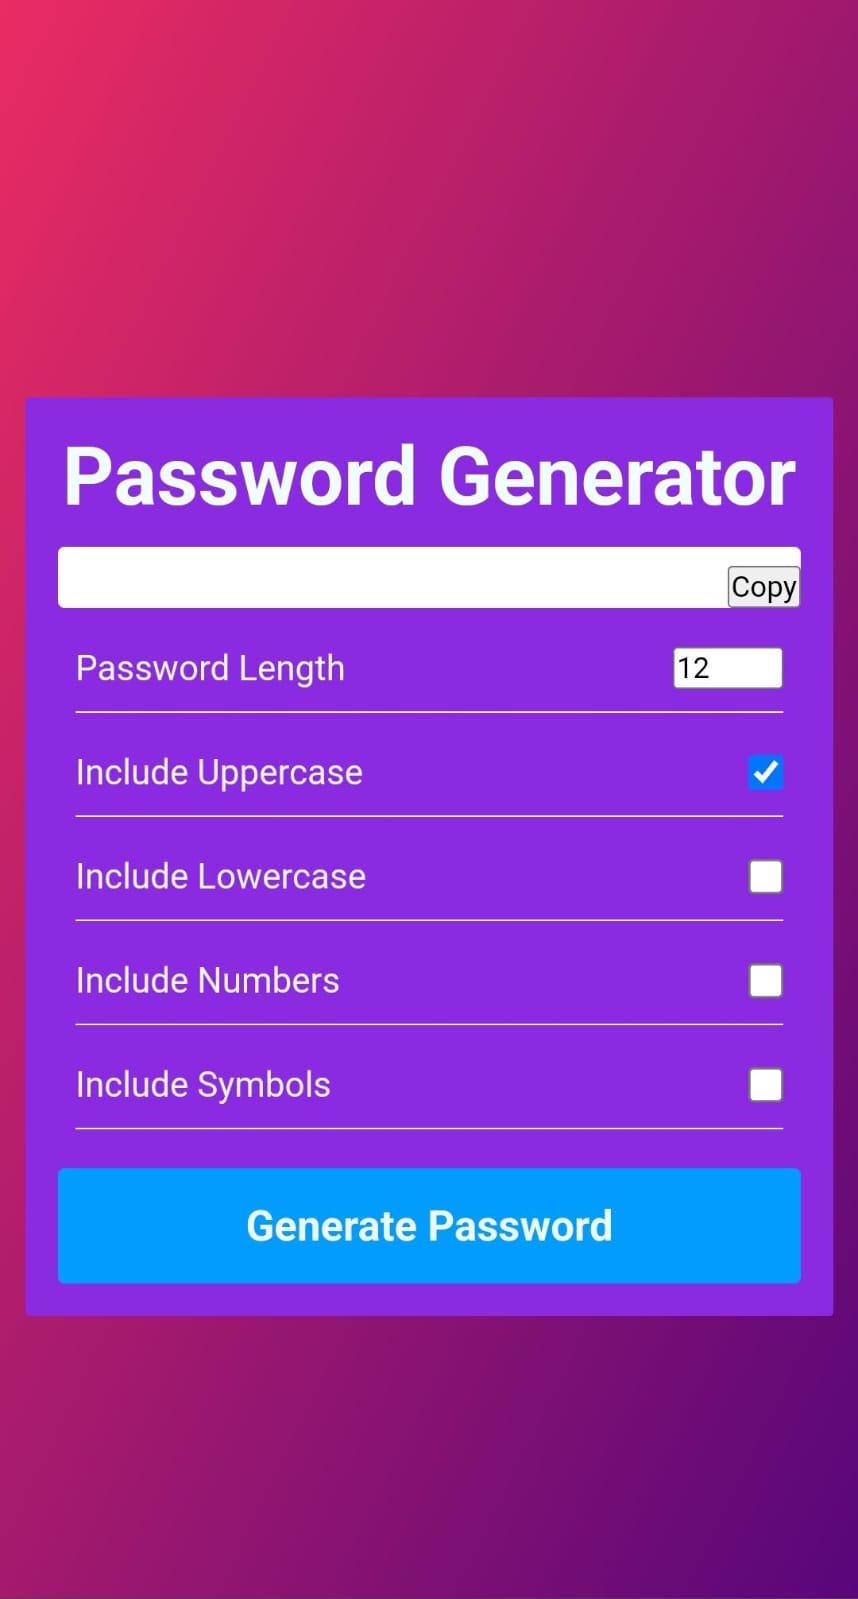 Password Generator
Copy
Password Length 12
Include Uppercase
Include Lowercase
Include Numbers
Include Symbols
Generate Password